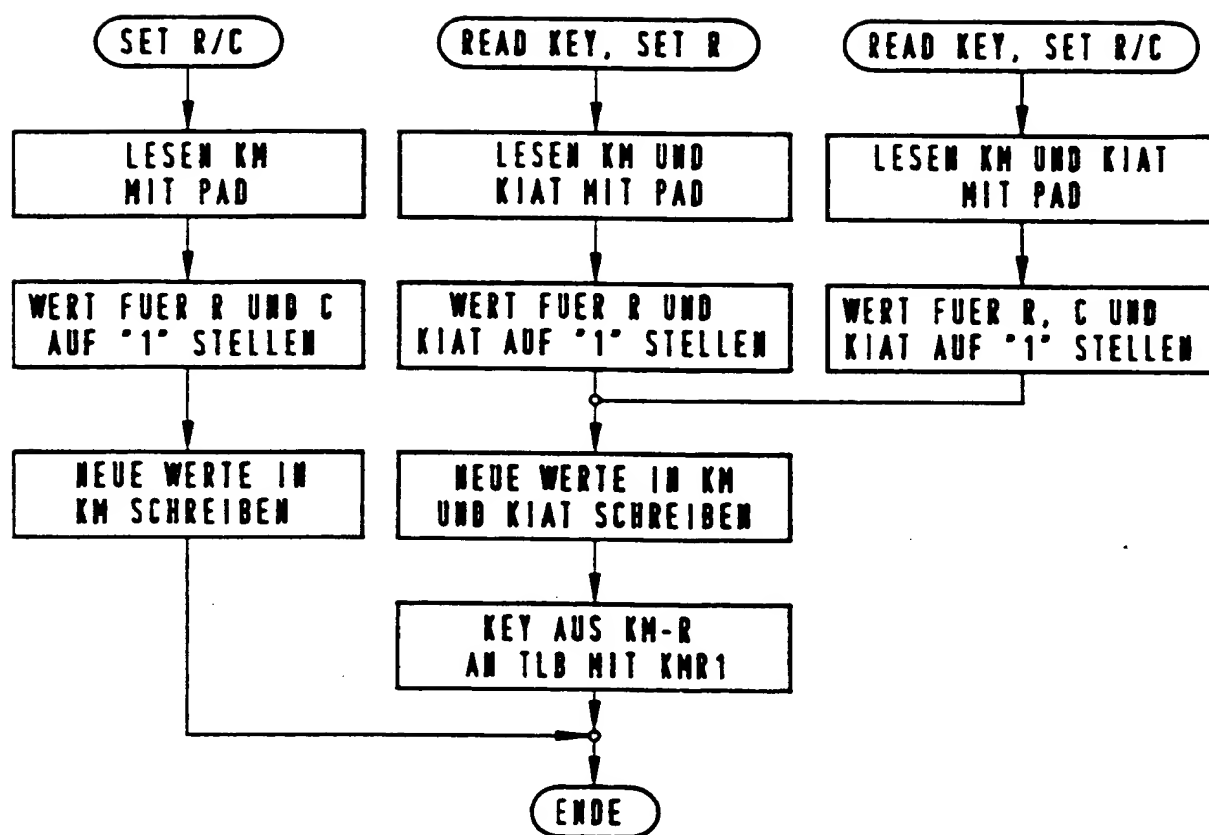 SET R/C
READ KEY, SET R
READ KEY, SET R/C
LESEN KM
MIT PAD
LESEN KM UND
KIAT MIT PAD
LESEN KM UND KIAT
MIT PAD
WERT FUER R UND C
AUF "1" STELLEN
WERT FUER R UND
KIAT AUF "1" STELLEN
WERT FUER R, C UND
KIAT AUF "1" STELLEN
NEUE WERTE IN
KM SCHREIBEN
NEUE WERTE IN KM
UND KIAT SCHREIBEN
KEY AUS KM-R
AN TLB MIT KMR1
ENDE